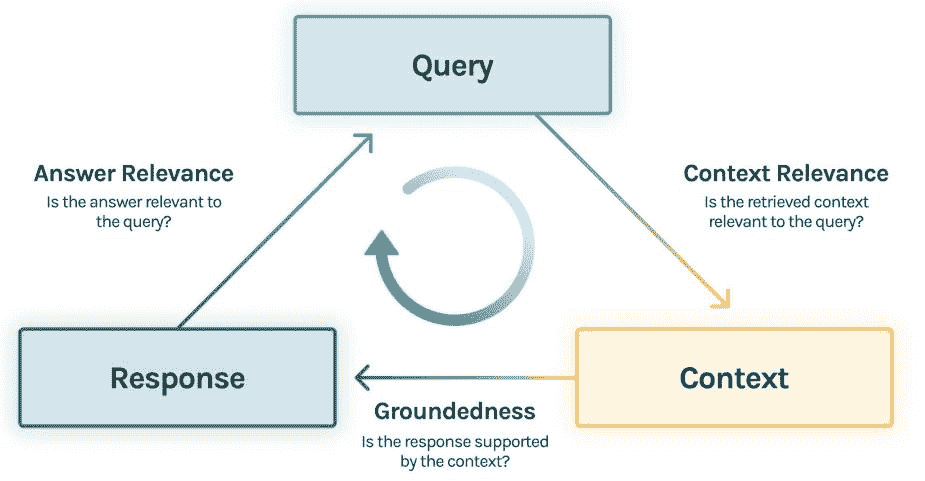 Query
Answer Relevance
Is the answer relevant to
the query?
Context Relevance
Is the retrieved context
relevant to the query?
Response
Context
Groundedness
Is the response supported
by the context?